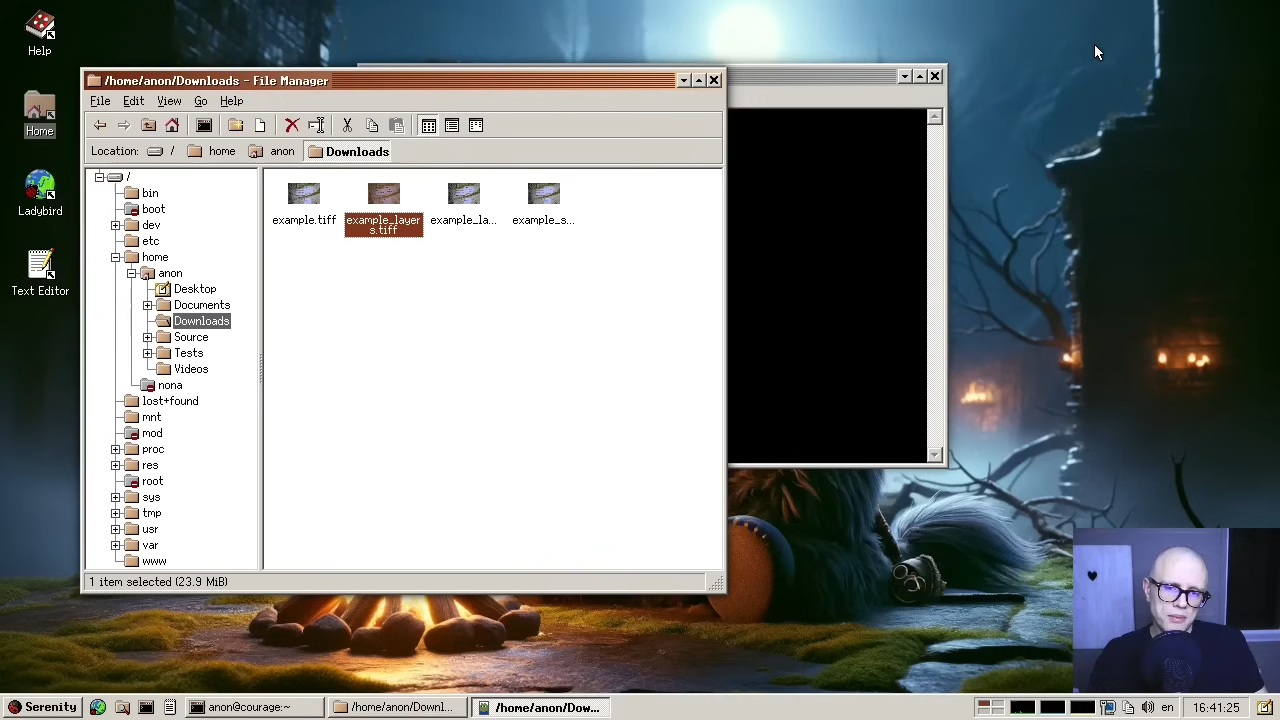 Help
Home
Ladybird
Text Editor
/home/anon/Downloads - File Manager
File Edit View Go Help
Location: / home anon Downloads
/
bin
boot
dev
etc
home
anon
Desktop
Documents
Downloads
Source
Tests
Videos
nona
lost+found
mnt
mod
proc
res
root
sys
tmp
usr
var
www
example.tiff
example_layer
s.tiff
example_la...
example_s...
1 item selected (23.9 MiB)
Serenity
anon@courage:~
/home/anon/Downl...
/home/anon/Dow...
en
16:41:25